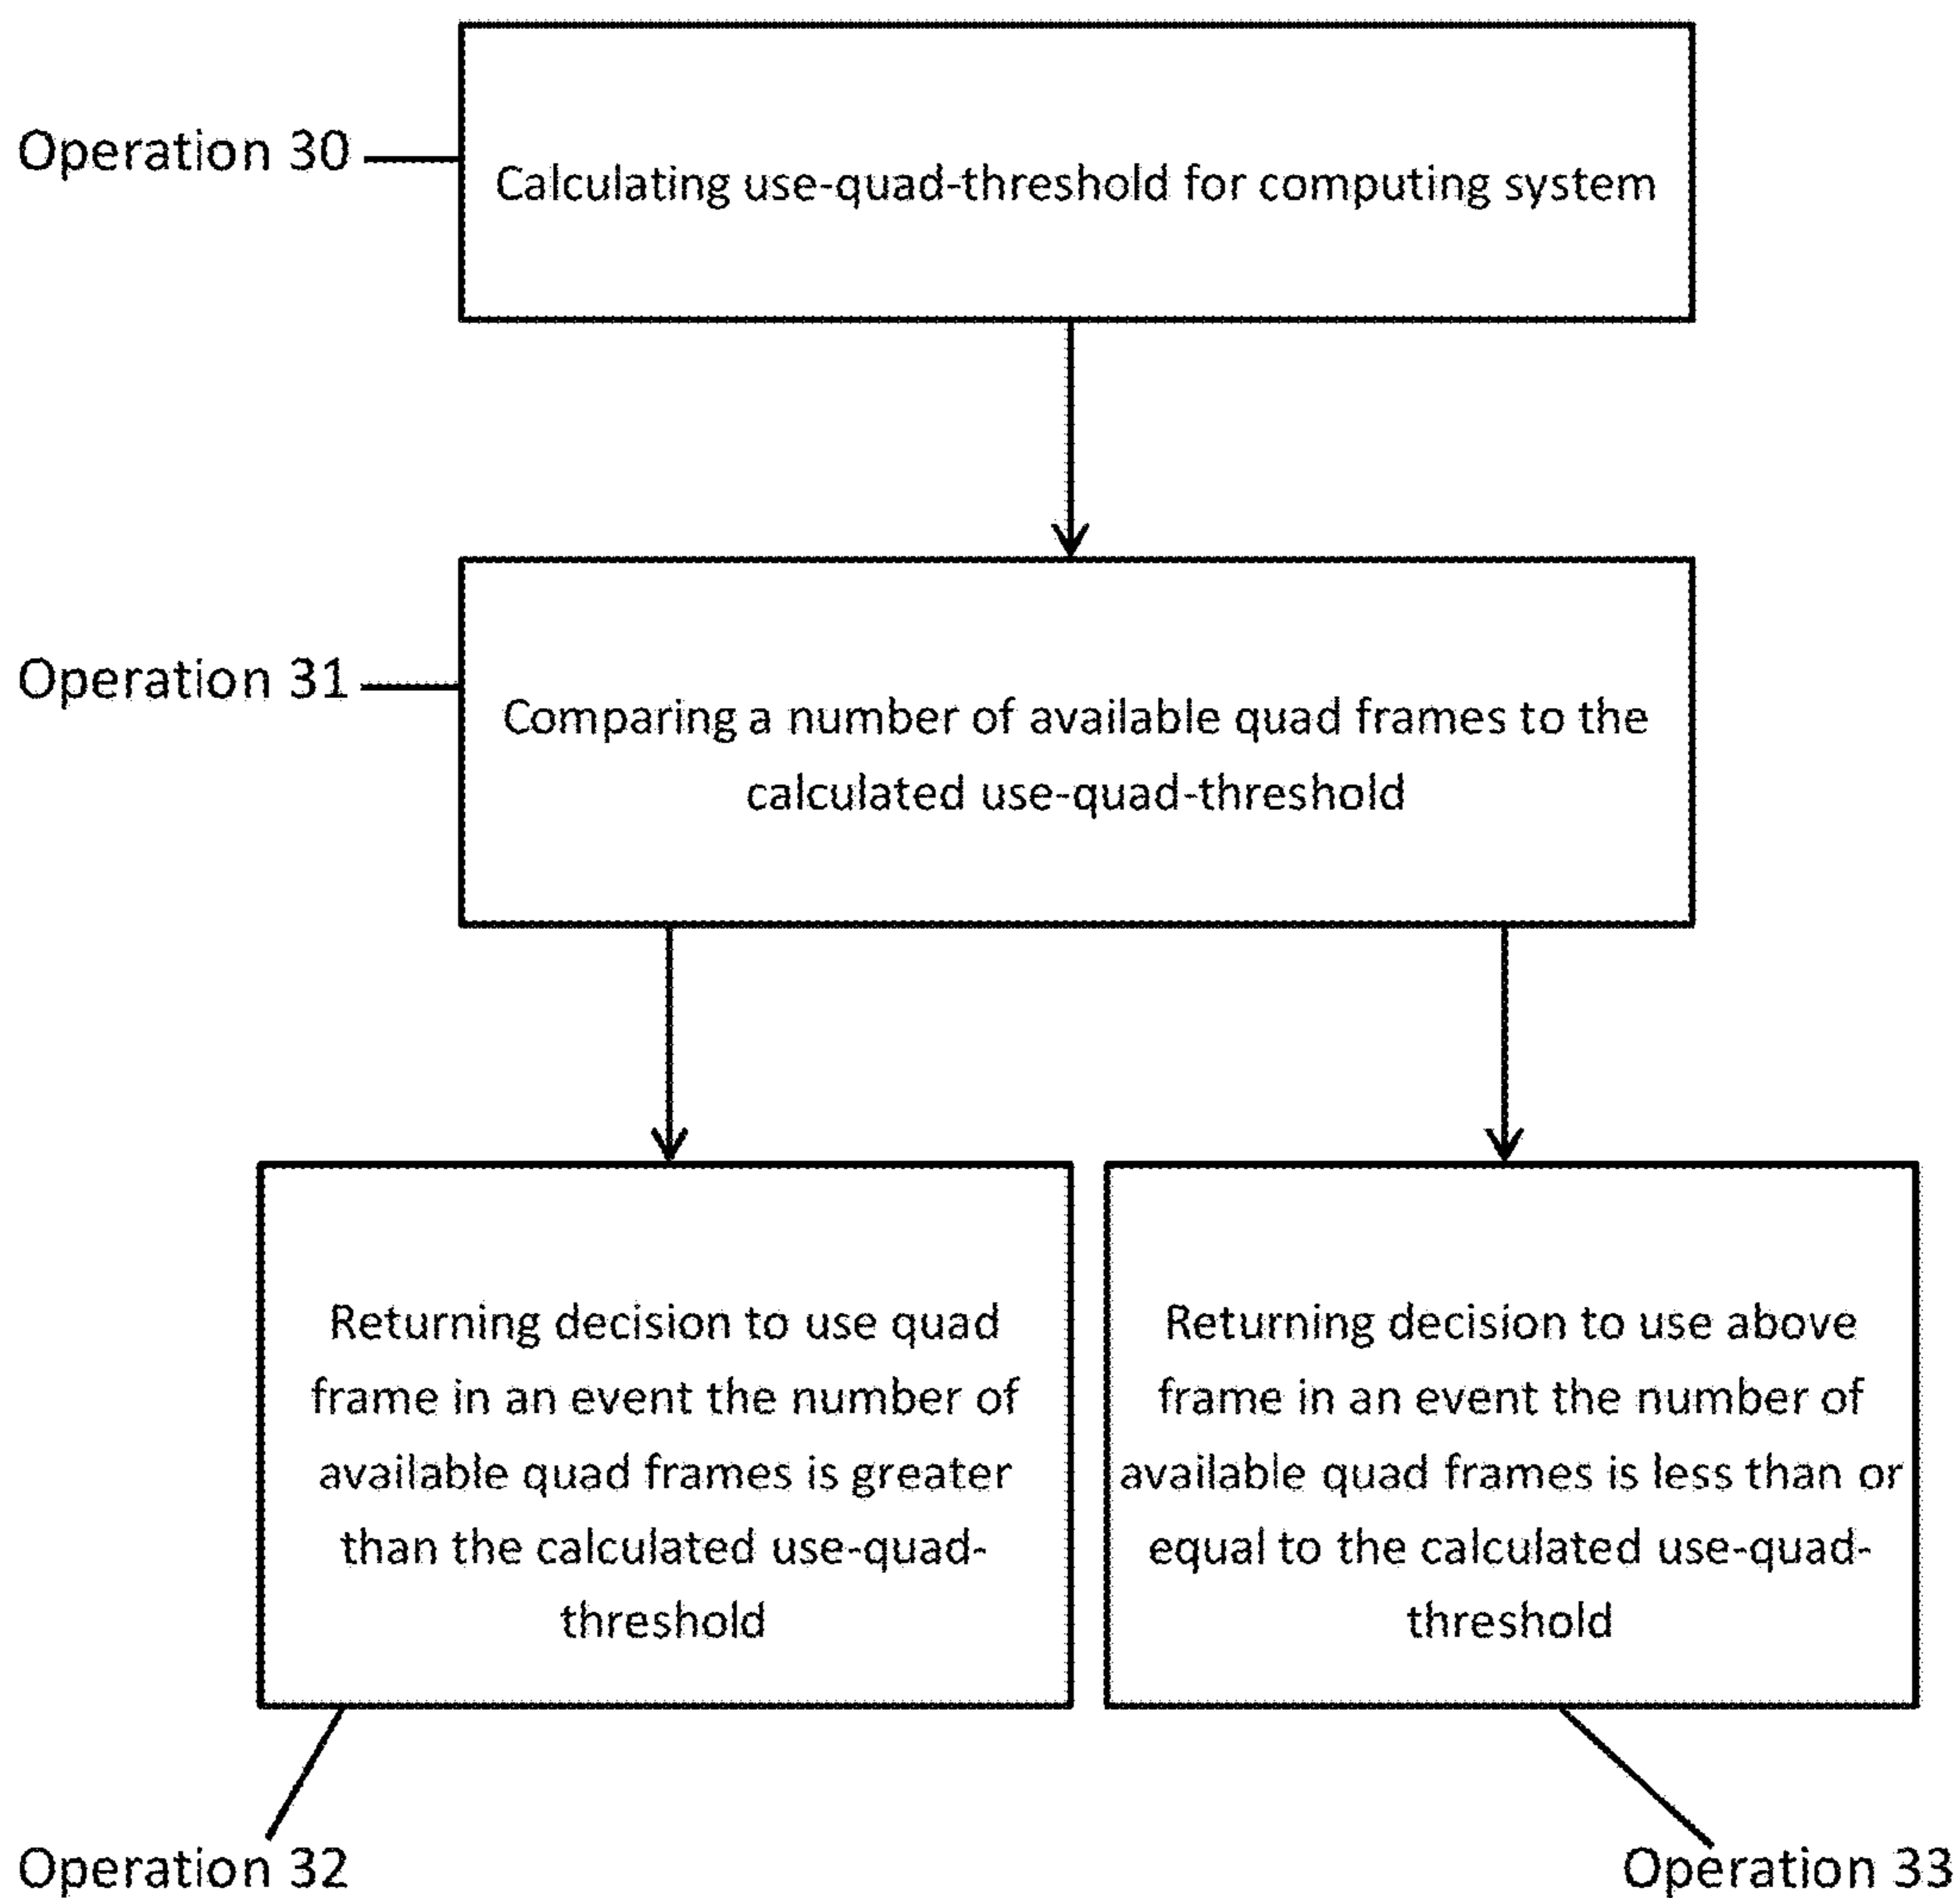 Operation 30
Calculating use-quad-threshold for computing system
Operation 31
Comparing a number of available quad frames to the
calculated use-quad-threshold
Returning decision to use quad
frame in an event the number of
available quad frames is greater
than the calculated use-quad-
threshold
Returning decision to use above
frame in an event the number of
available quad frames is less than or
equal to the calculated use-quad-
threshold
Operation 32
Operation 33